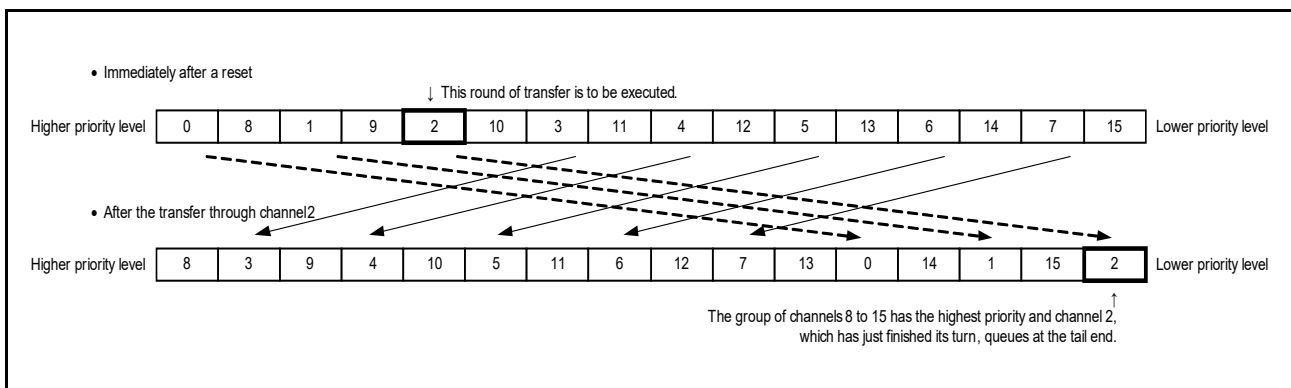 • Immediately after a reset
↓ This round of transfer is to be executed.
Higher priority level 0 8 1 9 2 10 3 11 4 12 5 13 6 14 7 15 Lower priority level
• After the transfer through channel 2
Higher priority level 8 3 9 4 10 5 11 6 12 7 13 0 14 1 15 2 Lower priority level
↑
The group of channels 8 to 15 has the highest priority and channel 2,
which has just finished its turn, queues at the tail end.